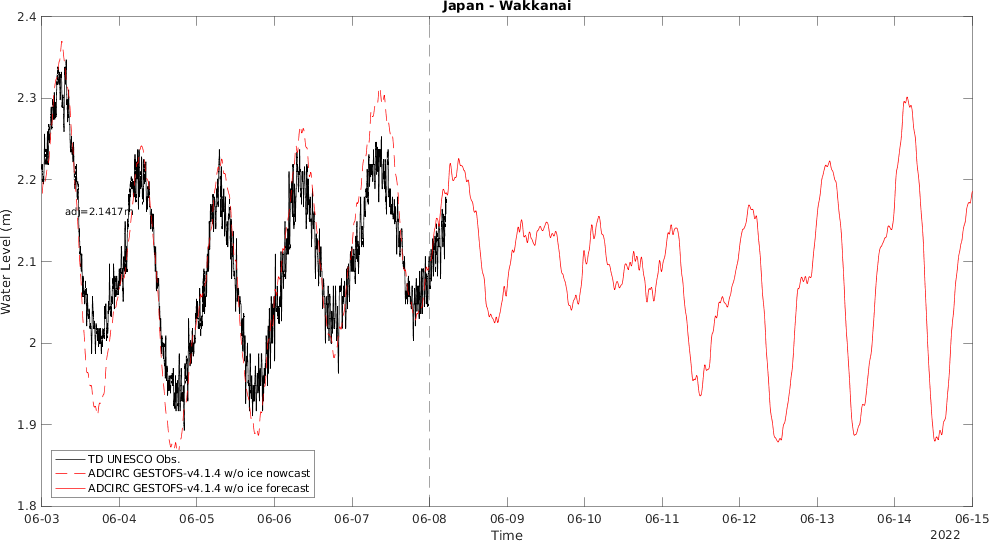 Japan - Wakkanai
Water Level (m)
2.4
2.3
2.2
2.1
2
1.9
1.8
adj=2.1417m
TD UNESCO Obs.
ADCIRC GESTOFS-v4.1.4 w/o ice nowcast
ADCIRC GESTOFS-v4.1.4 w/o ice forecast
06-03 06-04 06-05 06-06 06-07 06-08 06-09 06-10 06-11 06-12 06-13 06-14 06-15
Time
2022